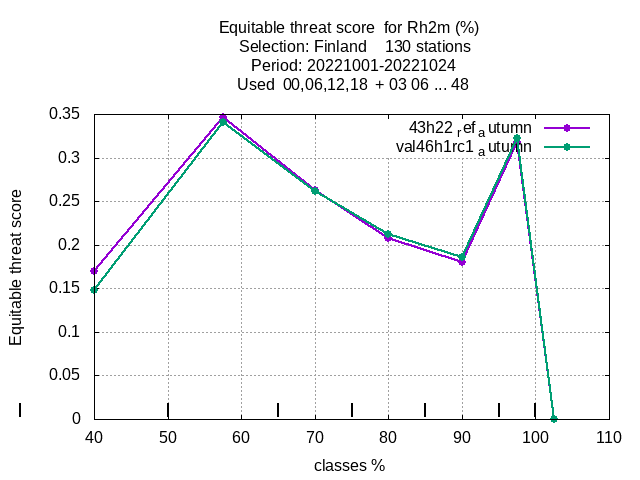 Equitable threat score  for Rh2m (%)
Selection: Finland    130 stations
Period: 20221001-20221024
Used  00,06,12,18  + 03 06 ... 48
43h22 ref autumn
val46h1rc1 autumn
Equitable threat score
0.35
0.3
0.25
0.2
0.15
0.1
0.05
0
40 50 60 70 80 90 100 110
classes %